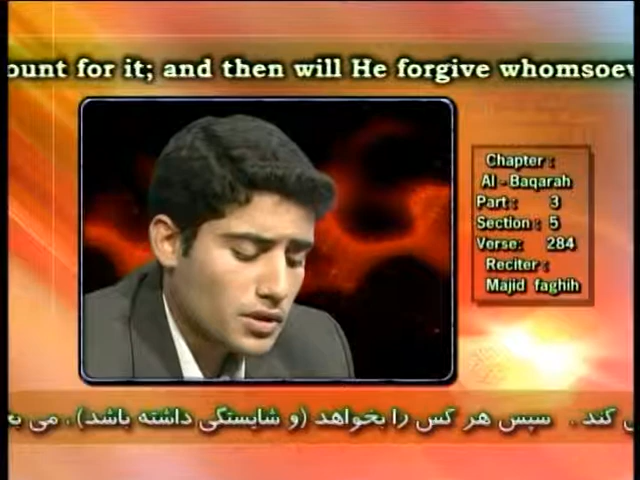 ount for it; and then will He forgive whomsoev
Chapter :
Al - Baqarah
Part : 3
Section : 5
Verse: 284
Reciter :
Majid faghih
کند . سپس هر کس را بخواهد (و شایستگی داشته باشد) ، می بخ